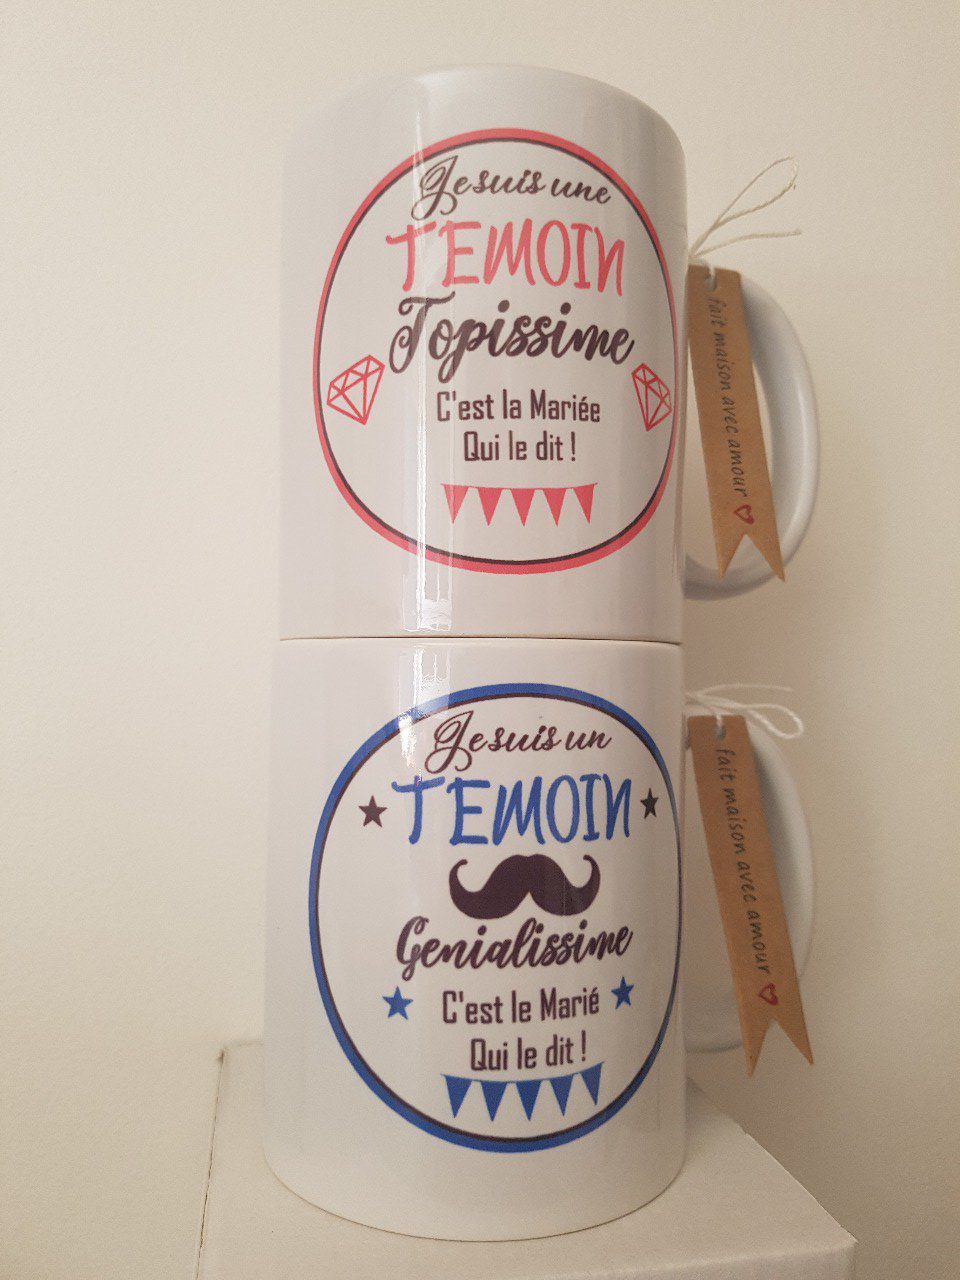 Je suis une
TEMOIN
Topissime
C'est la Mariée
Qui le dit !
fait maison avec amour
Je suis un
TEMOIN
Genialissime
C'est le Marié
Qui le dit !
fait maison avec amour